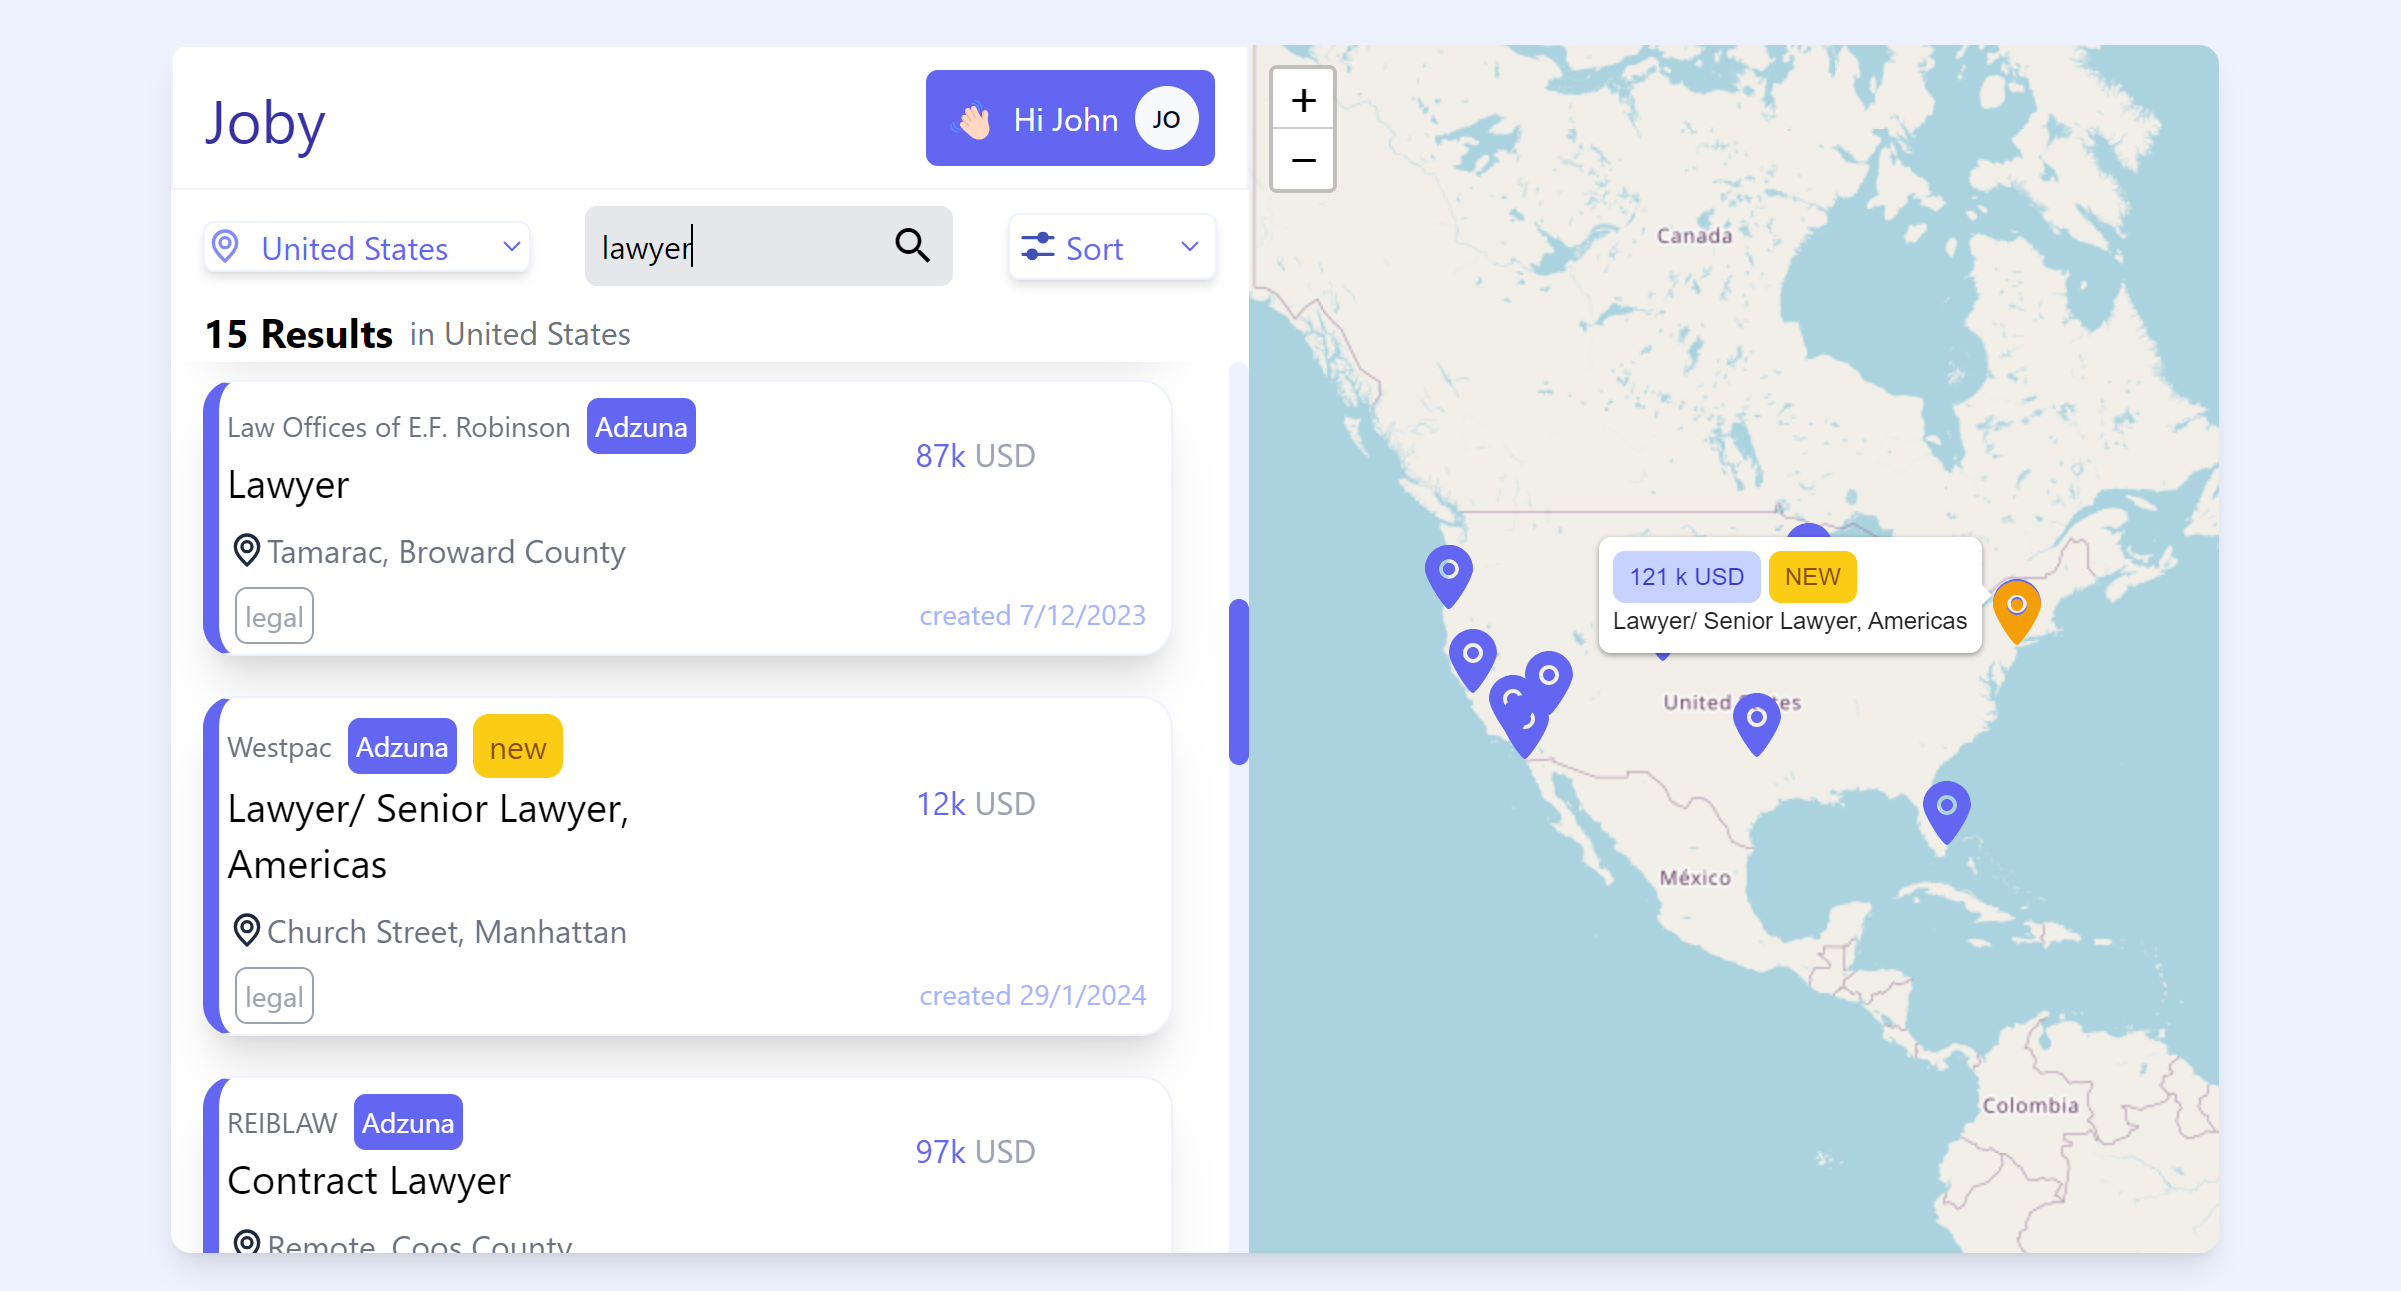 Joby
Hi John
JO
United States
lawyer
Sort
15 Results in United States
Law Offices of E.F. Robinson Adzuna
87k USD
Lawyer
Tamarac, Broward County
legal
created 7/12/2023
Westpac Adzuna new
Lawyer/ Senior Lawyer,
Americas
12k USD
Church Street, Manhattan
legal
created 29/1/2024
REIBLAW Adzuna
97k USD
Contract Lawyer
Remote, Coos County
+
−
Canada
121 k USD NEW
Lawyer/ Senior Lawyer, Americas
México
Colombia